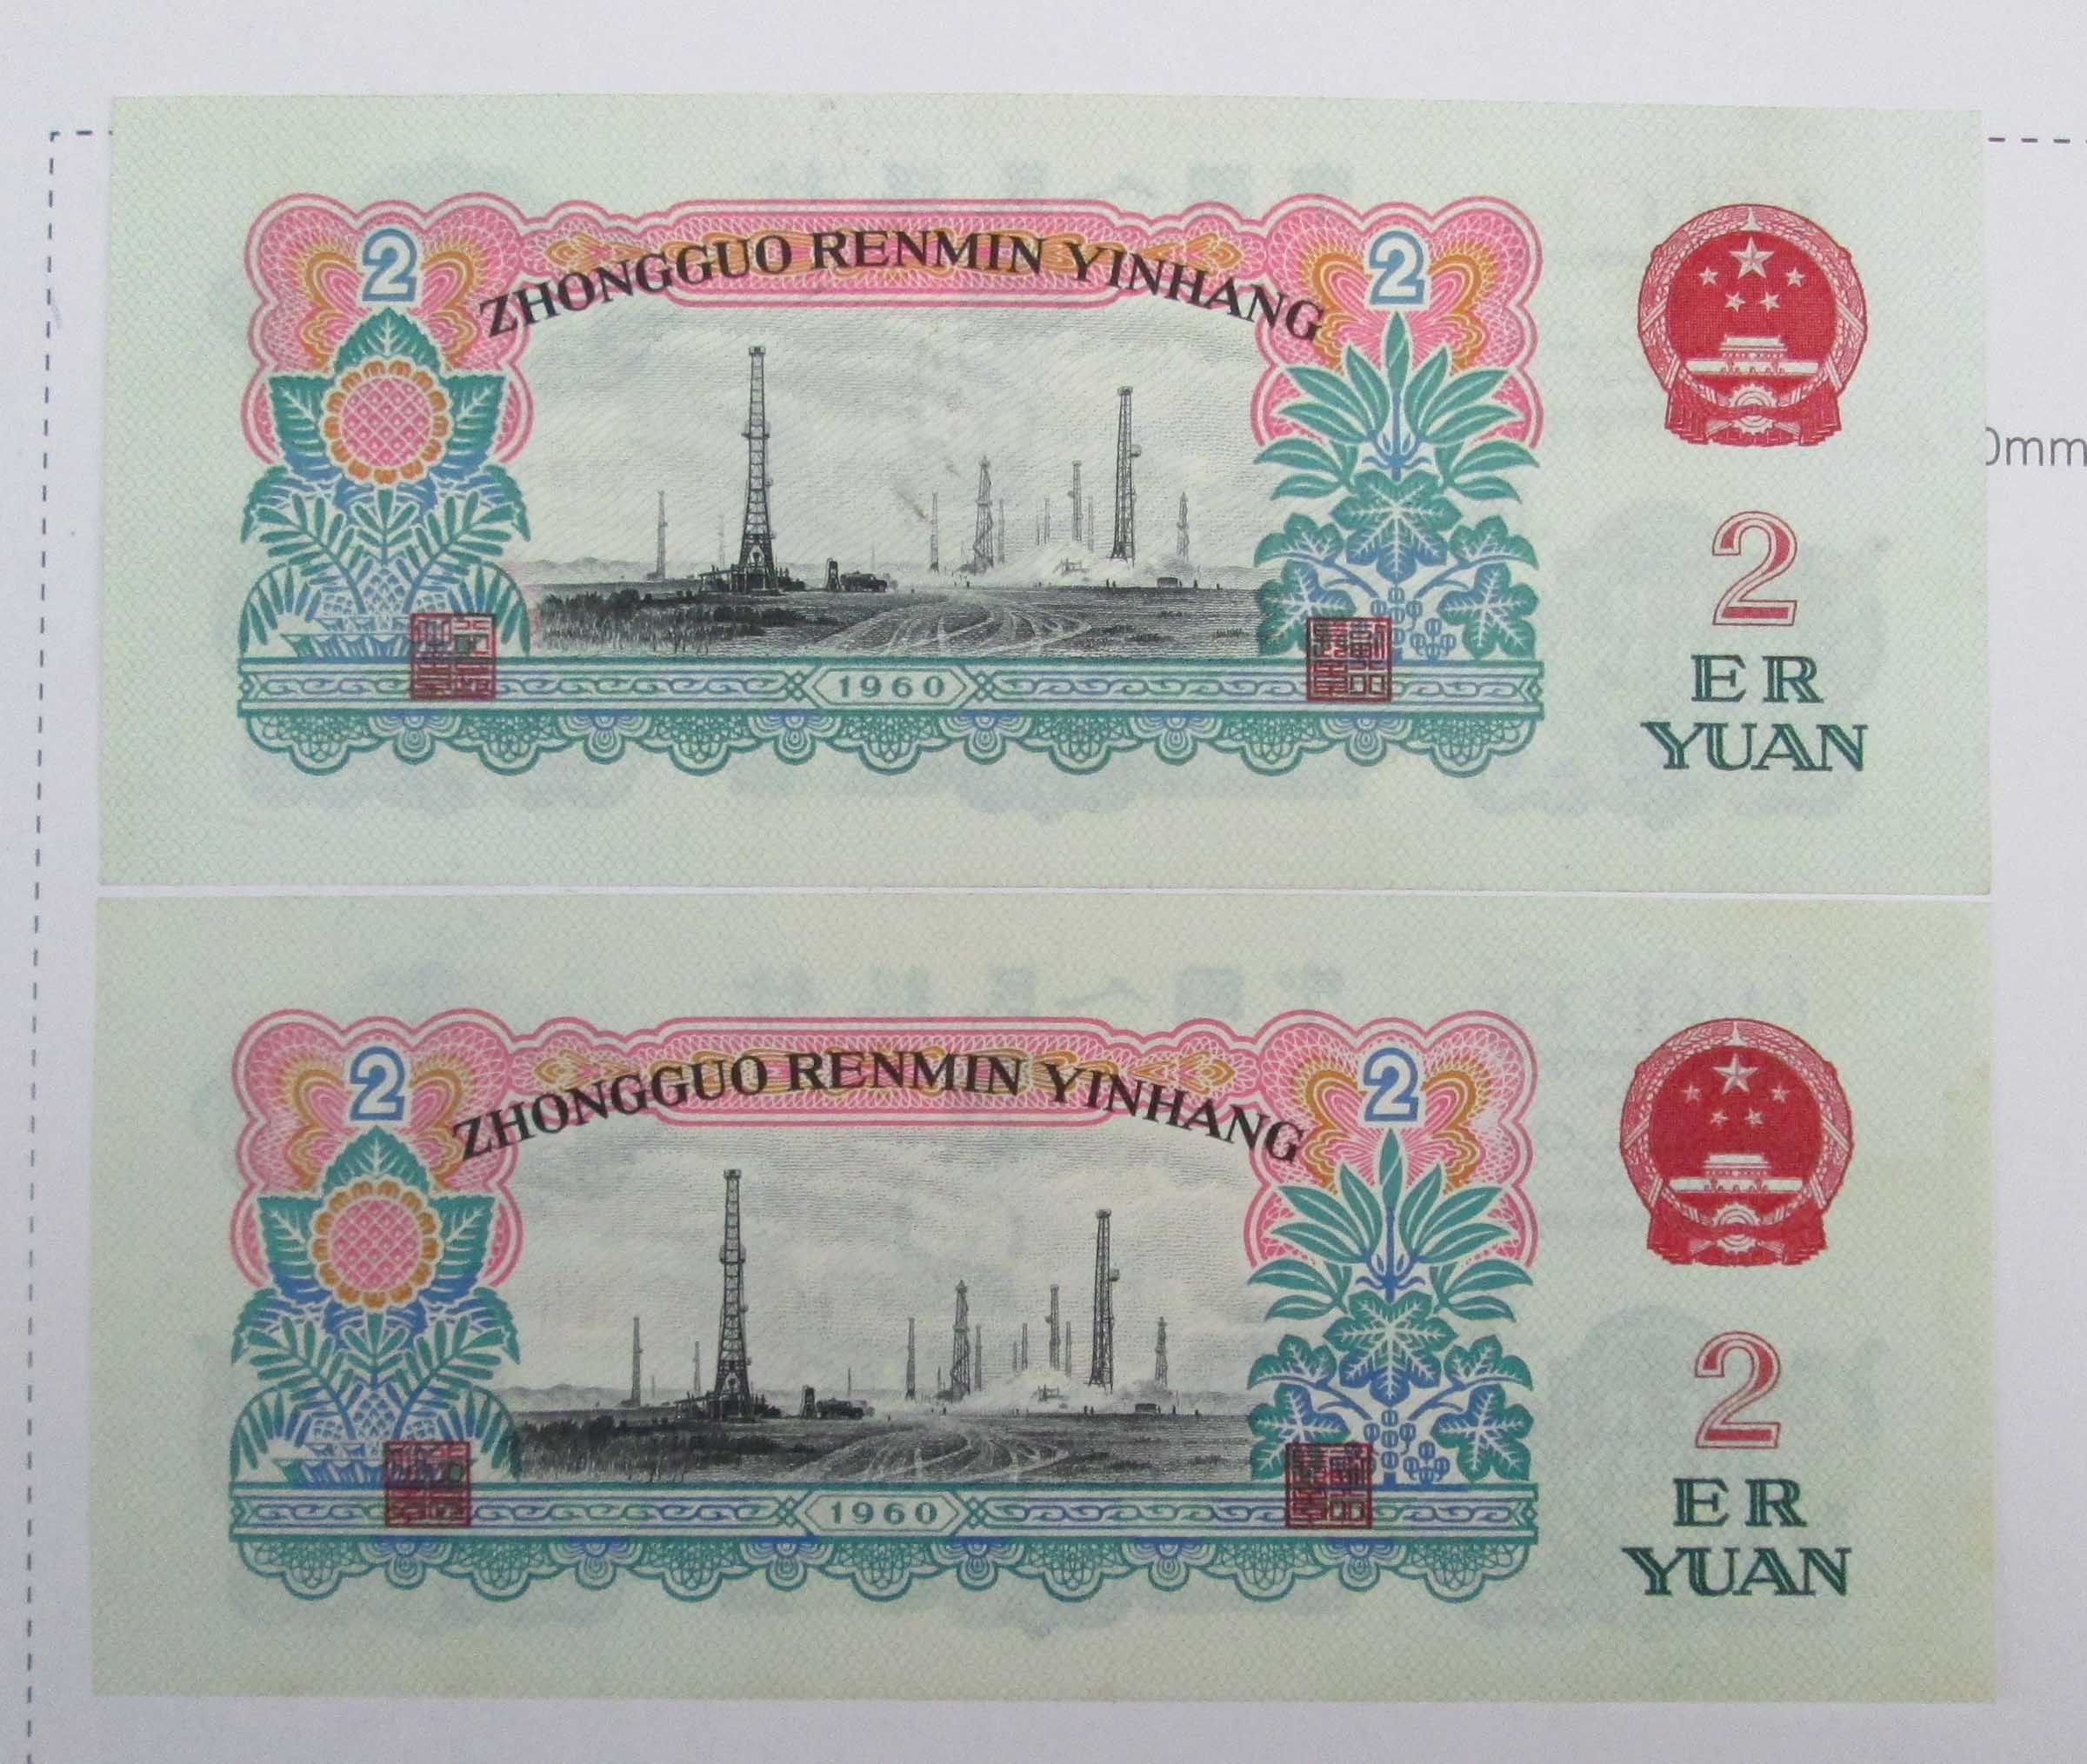 2
ZHONGGUO RENMIN YINHANG
2
0mm
2
ER
YUAN
1960
2
ZHONGGUO RENMIN YINHANG
2
2
ER
YUAN
1960